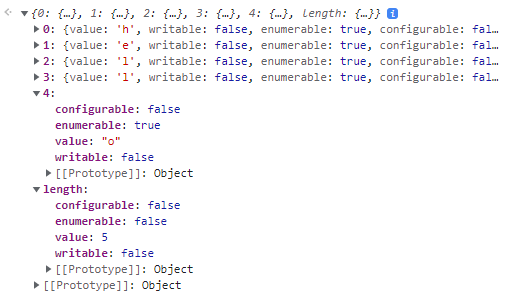 {0: {…}, 1: {…}, 2: {…}, 3: {…}, 4: {…}, length: {…}} i
0: {value: 'h', writable: false, enumerable: true, configurable: fal…
1: {value: 'e', writable: false, enumerable: true, configurable: fal…
2: {value: 'l', writable: false, enumerable: true, configurable: fal…
3: {value: 'l', writable: false, enumerable: true, configurable: fal…
4:
configurable: false
enumerable: true
value: "o"
writable: false
[[Prototype]]: Object
length:
configurable: false
enumerable: false
value: 5
writable: false
[[Prototype]]: Object
[[Prototype]]: Object